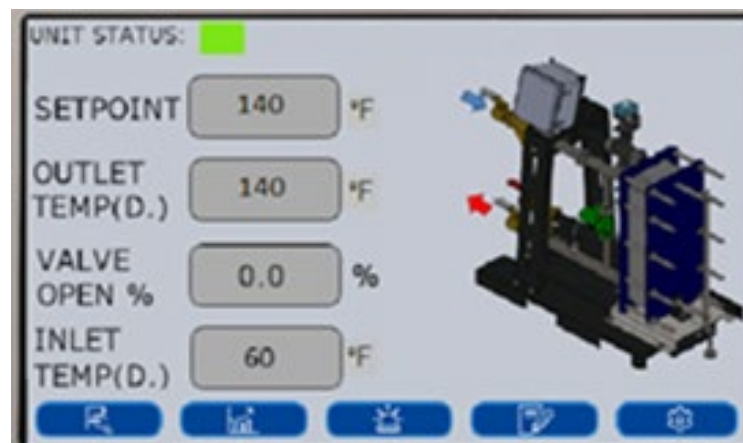 UNIT STATUS:
SETPOINT 140 °F
OUTLET
TEMP(D.) 140 °F
VALVE
OPEN % 0.0 %
INLET
TEMP(D.) 60 °F